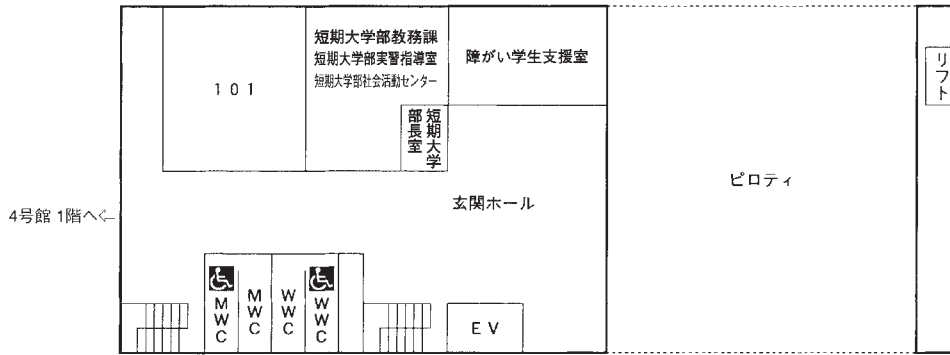 短期大学部教務課
短期大学部実習指導室
短期大学部社会活動センター
障がい学生支援室
101
短期大学
部長室
リフト
ピロティ
玄関ホール
4号館 1階へ⇦
MWC
MWC
WWC
WWC
EV